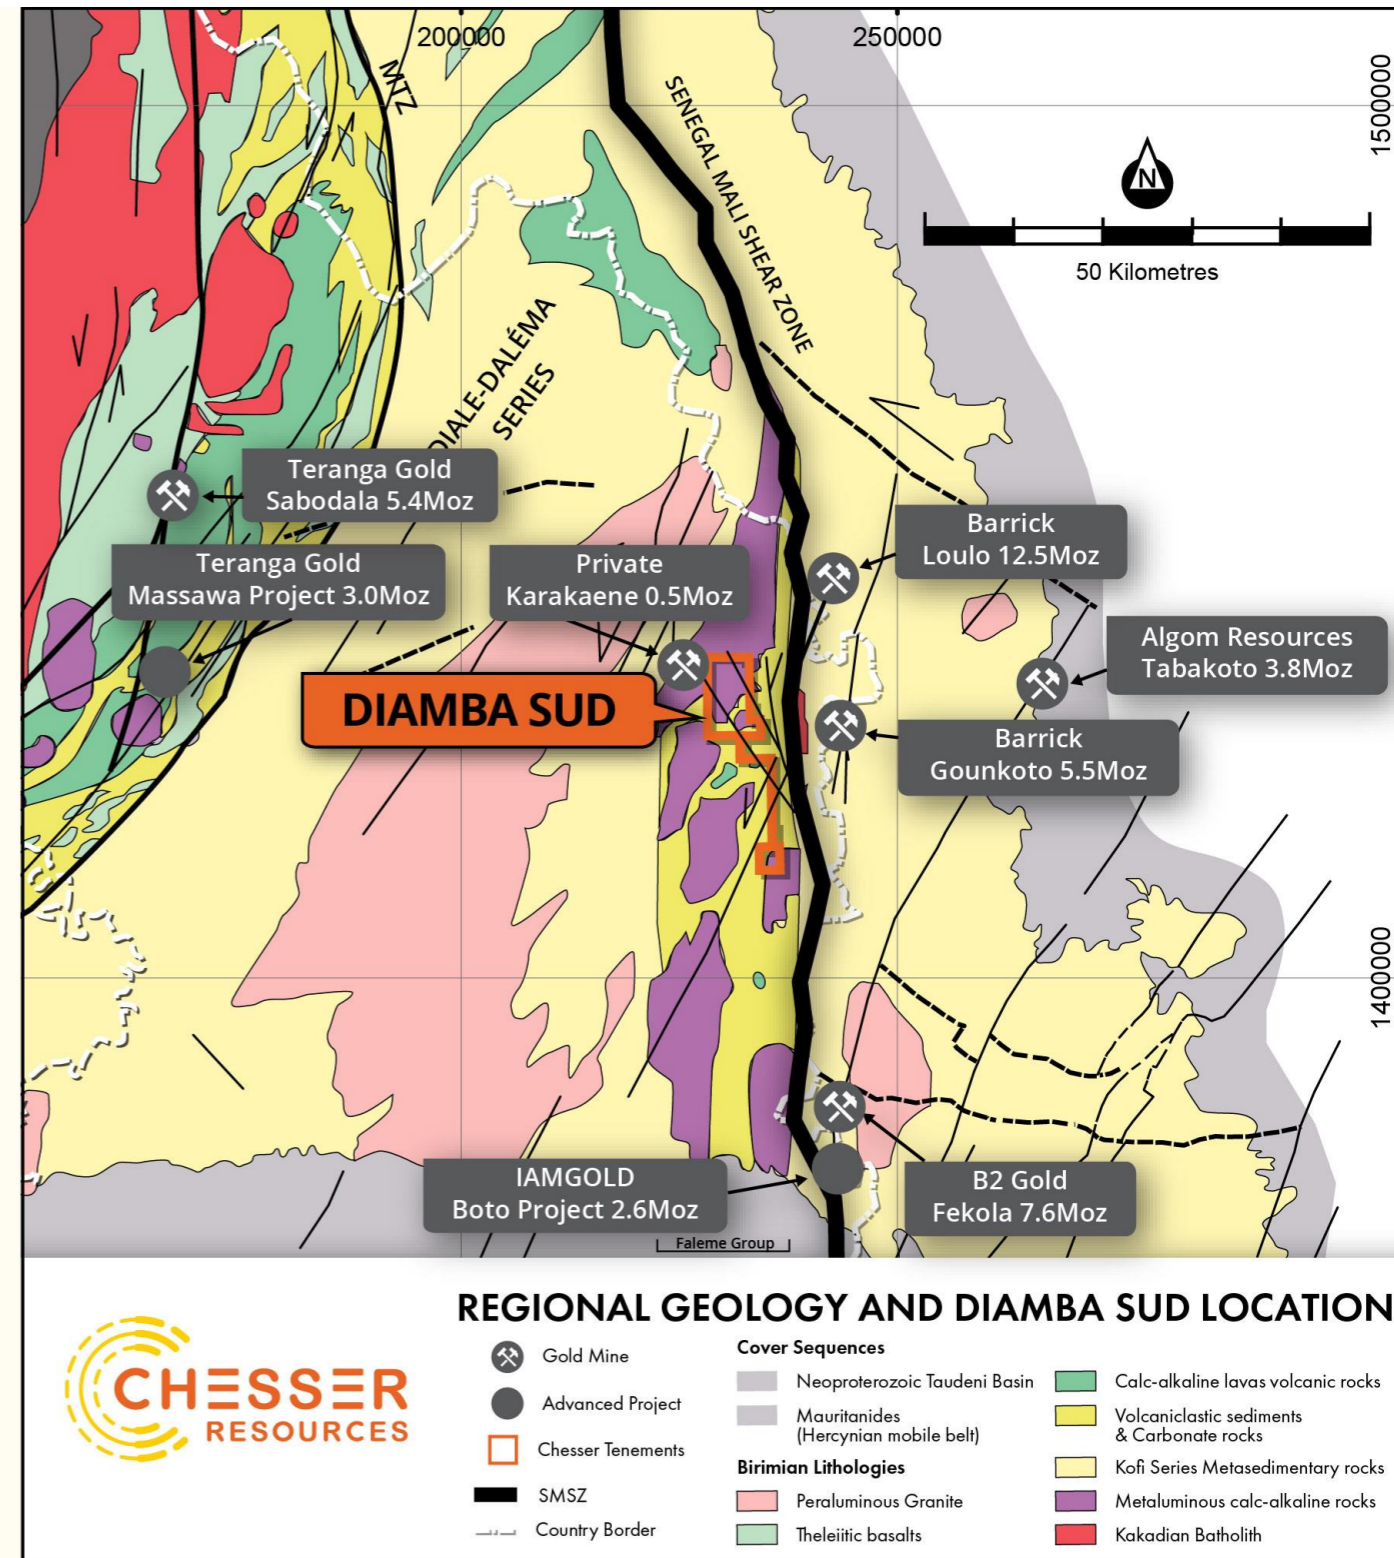 200000
250000
1500000
MTZ
SENEGAL MALI SHEAR ZONE
N
50 Kilometres
DIALE-DALÉMA
SERIES
Teranga Gold
Sabodala 5.4Moz
Teranga Gold
Massawa Project 3.0Moz
Private
Karakaene 0.5Moz
Barrick
Loulo 12.5Moz
Algom Resources
Tabakoto 3.8Moz
DIAMBA SUD
Barrick
Gounkoto 5.5Moz
1400000
IAMGOLD
Boto Project 2.6Moz
B2 Gold
Fekola 7.6Moz
Faleme Group
REGIONAL GEOLOGY AND DIAMBA SUD LOCATION
CHESSER
RESOURCES
Gold Mine
Advanced Project
Chesser Tenements
SMSZ
Country Border
Cover Sequences
Neoproterozoic Taudeni Basin
Mauritanides
(Hercynian mobile belt)
Birimian Lithologies
Peraluminous Granite
Theleiitic basalts
Calc-alkaline lavas volcanic rocks
Volcaniclastic sediments
& Carbonate rocks
Kofi Series Metasedimentary rocks
Metaluminous calc-alkaline rocks
Kakadian Batholith